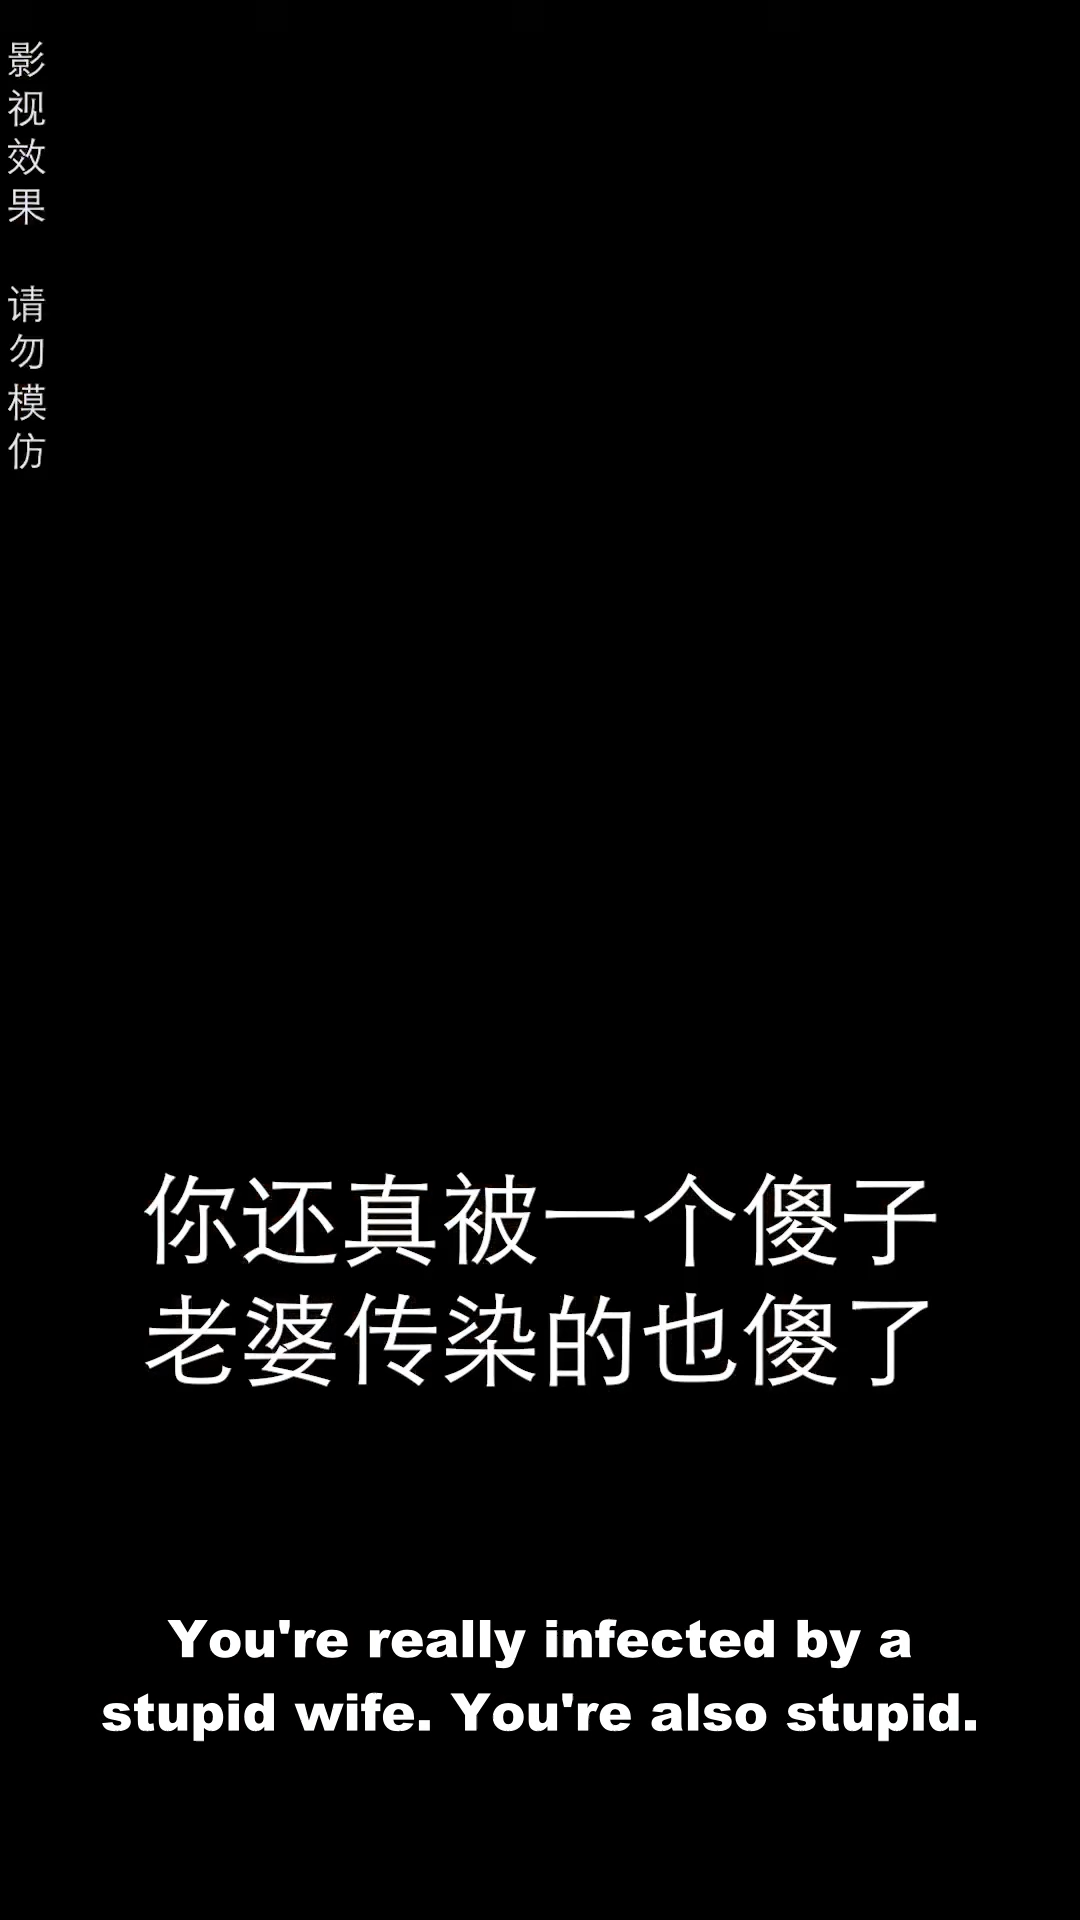 影视效果 请勿模仿
你还真被一个傻子
老婆传染的也傻了
You're really infected by a
stupid wife. You're also stupid.